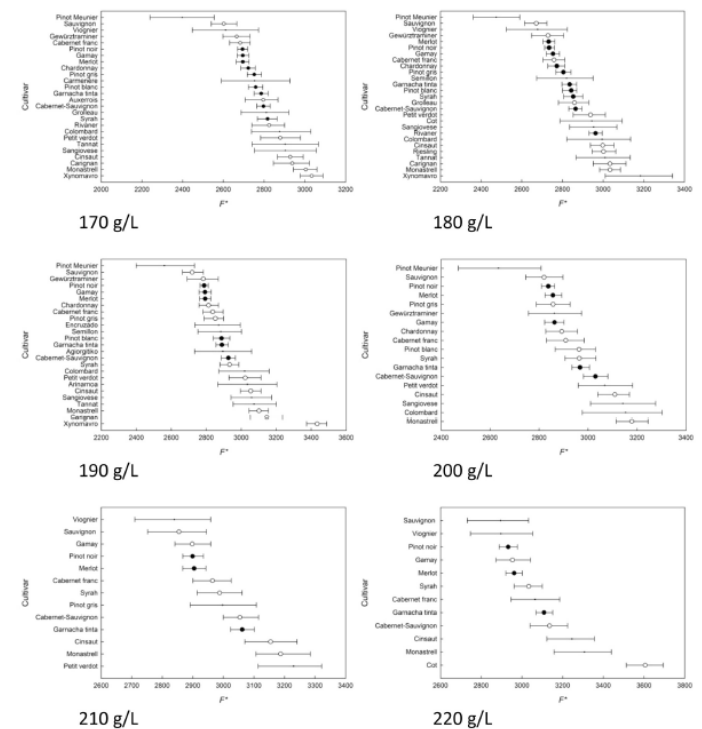 Cultivar
Pinot Meunier
Sauvignon
Viognier
Gewürztraminer
Cabernet franc
Pinot noir
Gamay
Merlot
Chardonnay
Pinot gris
Carmenère
Pinot blanc
Garnacha tinta
Auxerrois
Cabernet-Sauvignon
Grolleau
Syrah
Rivaner
Colombard
Petit verdot
Tannat
Sangiovese
Cinsaut
Carignan
Monastrell
Xynomavro
2000 2200 2400 2600 2800 3000 3200
F*
170 g/L
Cultivar
Pinot Meunier
Sauvignon
Viognier
Gewürztraminer
Merlot
Pinot noir
Gamay
Cabernet franc
Chardonnay
Pinot gris
Semillon
Garnacha tinta
Pinot blanc
Syrah
Grolleau
Cabernet-Sauvignon
Petit verdot
Cot
Sangiovese
Rivaner
Colombard
Cinsaut
Riesling
Tannat
Carignan
Monastrell
Xynomavro
2200 2400 2600 2800 3000 3200 3400
F*
180 g/L
Cultivar
Pinot Meunier
Sauvignon
Gewürztraminer
Pinot noir
Gamay
Merlot
Chardonnay
Cabernet franc
Pinot gris
Encruzado
Semillon
Pinot blanc
Garnacha tinta
Agiorgitiko
Cabernet-Sauvignon
Syrah
Colombard
Petit verdot
Arinarnoa
Cinsaut
Sangiovese
Tannat
Monastrell
Carignan
Xynomavro
2200 2400 2600 2800 3000 3200 3400 3600
F*
190 g/L
Cultivar
Pinot Meunier
Sauvignon
Pinot noir
Merlot
Pinot gris
Gewürztraminer
Gamay
Chardonnay
Cabernet franc
Pinot blanc
Syrah
Garnacha tinta
Cabernet-Sauvignon
Petit verdot
Cinsaut
Sangiovese
Colombard
Monastrell
2400 2600 2800 3000 3200 3400
F*
200 g/L
Cultivar
Viognier
Sauvignon
Gamay
Pinot noir
Merlot
Cabernet franc
Syrah
Pinot gris
Cabernet-Sauvignon
Garnacha tinta
Cinsaut
Monastrell
Petit verdot
2600 2700 2800 2900 3000 3100 3200 3300 3400
F*
210 g/L
Cultivar
Sauvignon
Viognier
Pinot noir
Gamay
Merlot
Syrah
Cabernet franc
Garnacha tinta
Cabernet-Sauvignon
Cinsaut
Monastrell
Cot
2600 2800 3000 3200 3400 3600 3800
F*
220 g/L